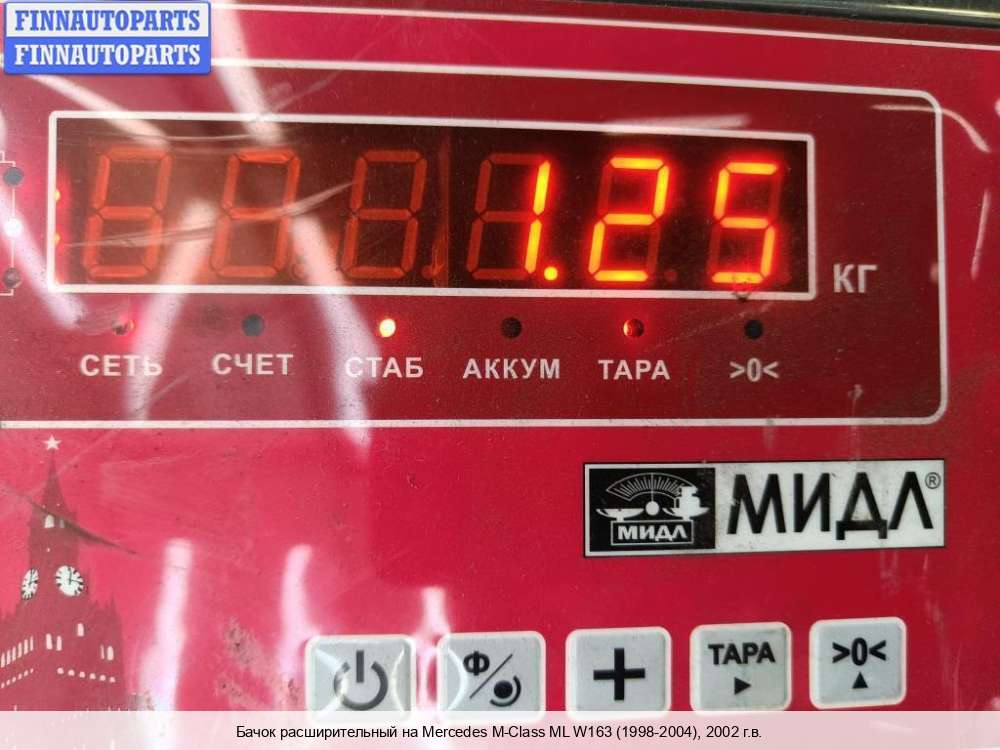 FINNAUTOPARTS
FINNAUTOPARTS
1.25
КГ
СЕТЬ СЧЕТ СТАБ АККУМ ТАРА >0<
МИДЛ
МИДЛ®
Ф
ТАРА >0<
Бачок расширительный на Mercedes M-Class ML W163 (1998-2004), 2002 г.в.